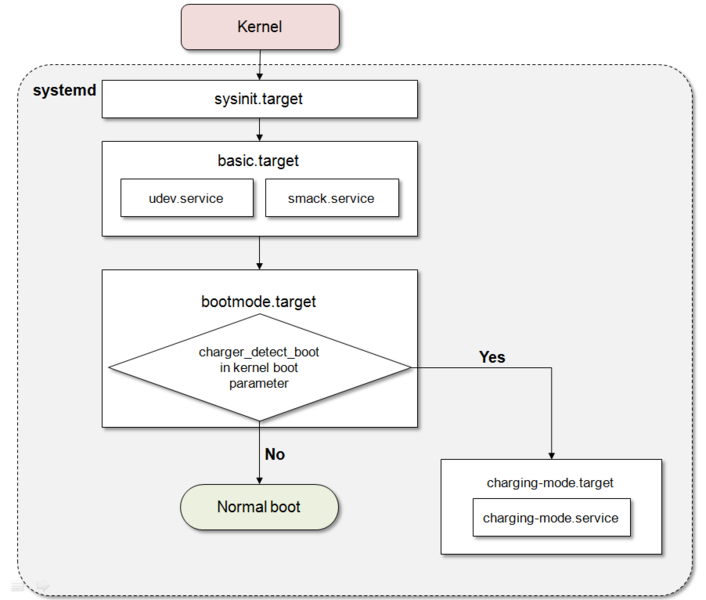 Kernel
systemd
sysinit.target
basic.target
udev.service
smack.service
bootmode.target
charger_detect_boot
in kernel boot
parameter
Yes
No
Normal boot
charging-mode.target
charging-mode.service